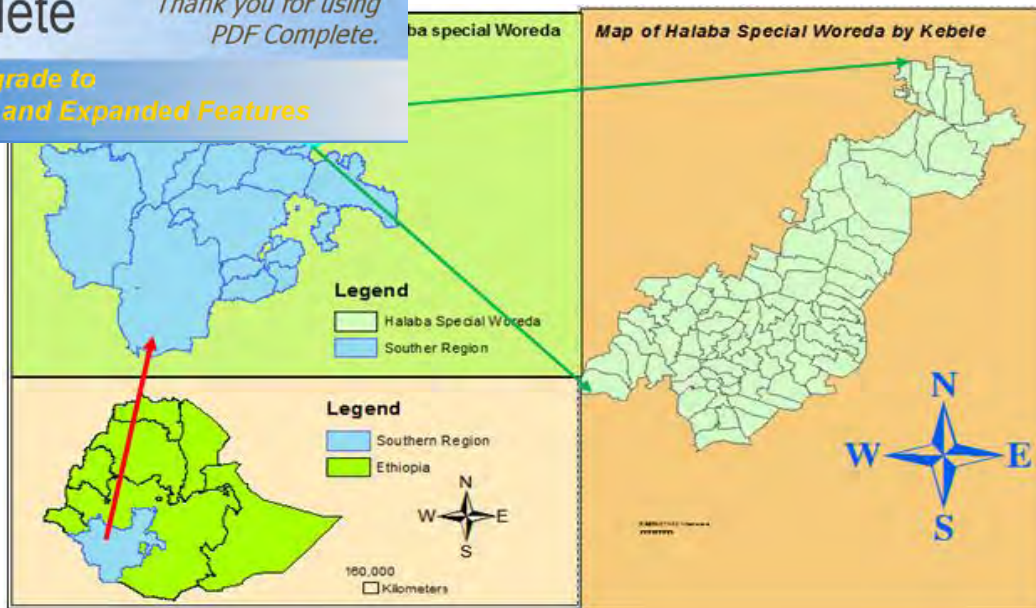 lete
Thank you for using
PDF Complete.
grade to
and Expanded Features
ba special Woreda
Map of Halaba Special Woreda by Kebele
Legend
Halaba Special Woreda
Souther Region
Legend
Southern Region
Ethiopia
N
W
E
S
160,000
Kilometers
N
W
E
S